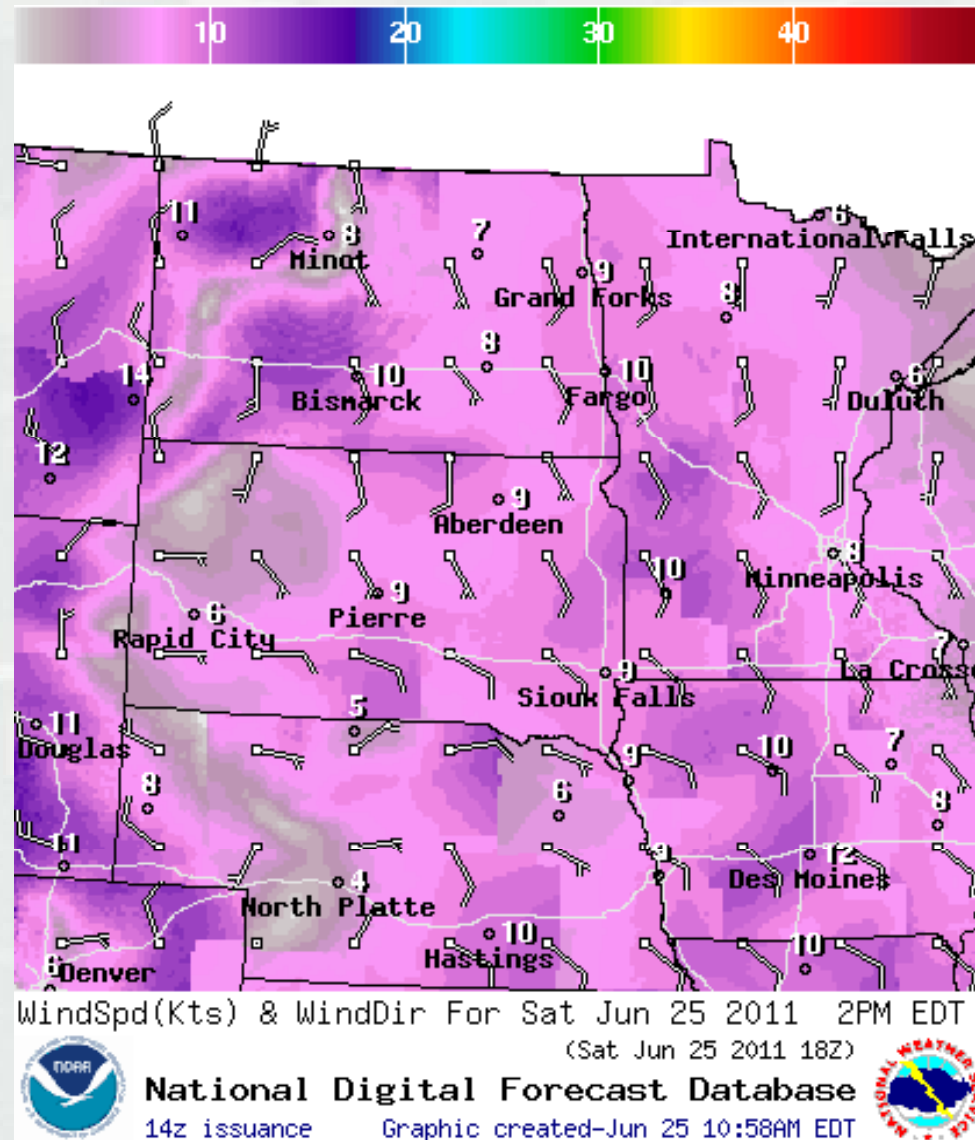 10 20 30 40
11
8
Minot
7
6
International Falls
9
Grand Forks
8
14
10
Bismarck
8
10
Fargo
6
Duluth
12
9
Aberdeen
8
Minneapolis
10
9
Pierre
6
Rapid City
7
La Crosse
9
Sioux Falls
11
Douglas
5
10
7
9
8
6
8
11
9
12
Des Moines
4
North Platte
10
Hastings
10
6
Denver
WindSpd(Kts) & WindDir For Sat Jun 25 2011 2PM EDT
(Sat Jun 25 2011 18Z)
NOAA
National Digital Forecast Database
14z issuance Graphic created-Jun 25 10:58AM EDT